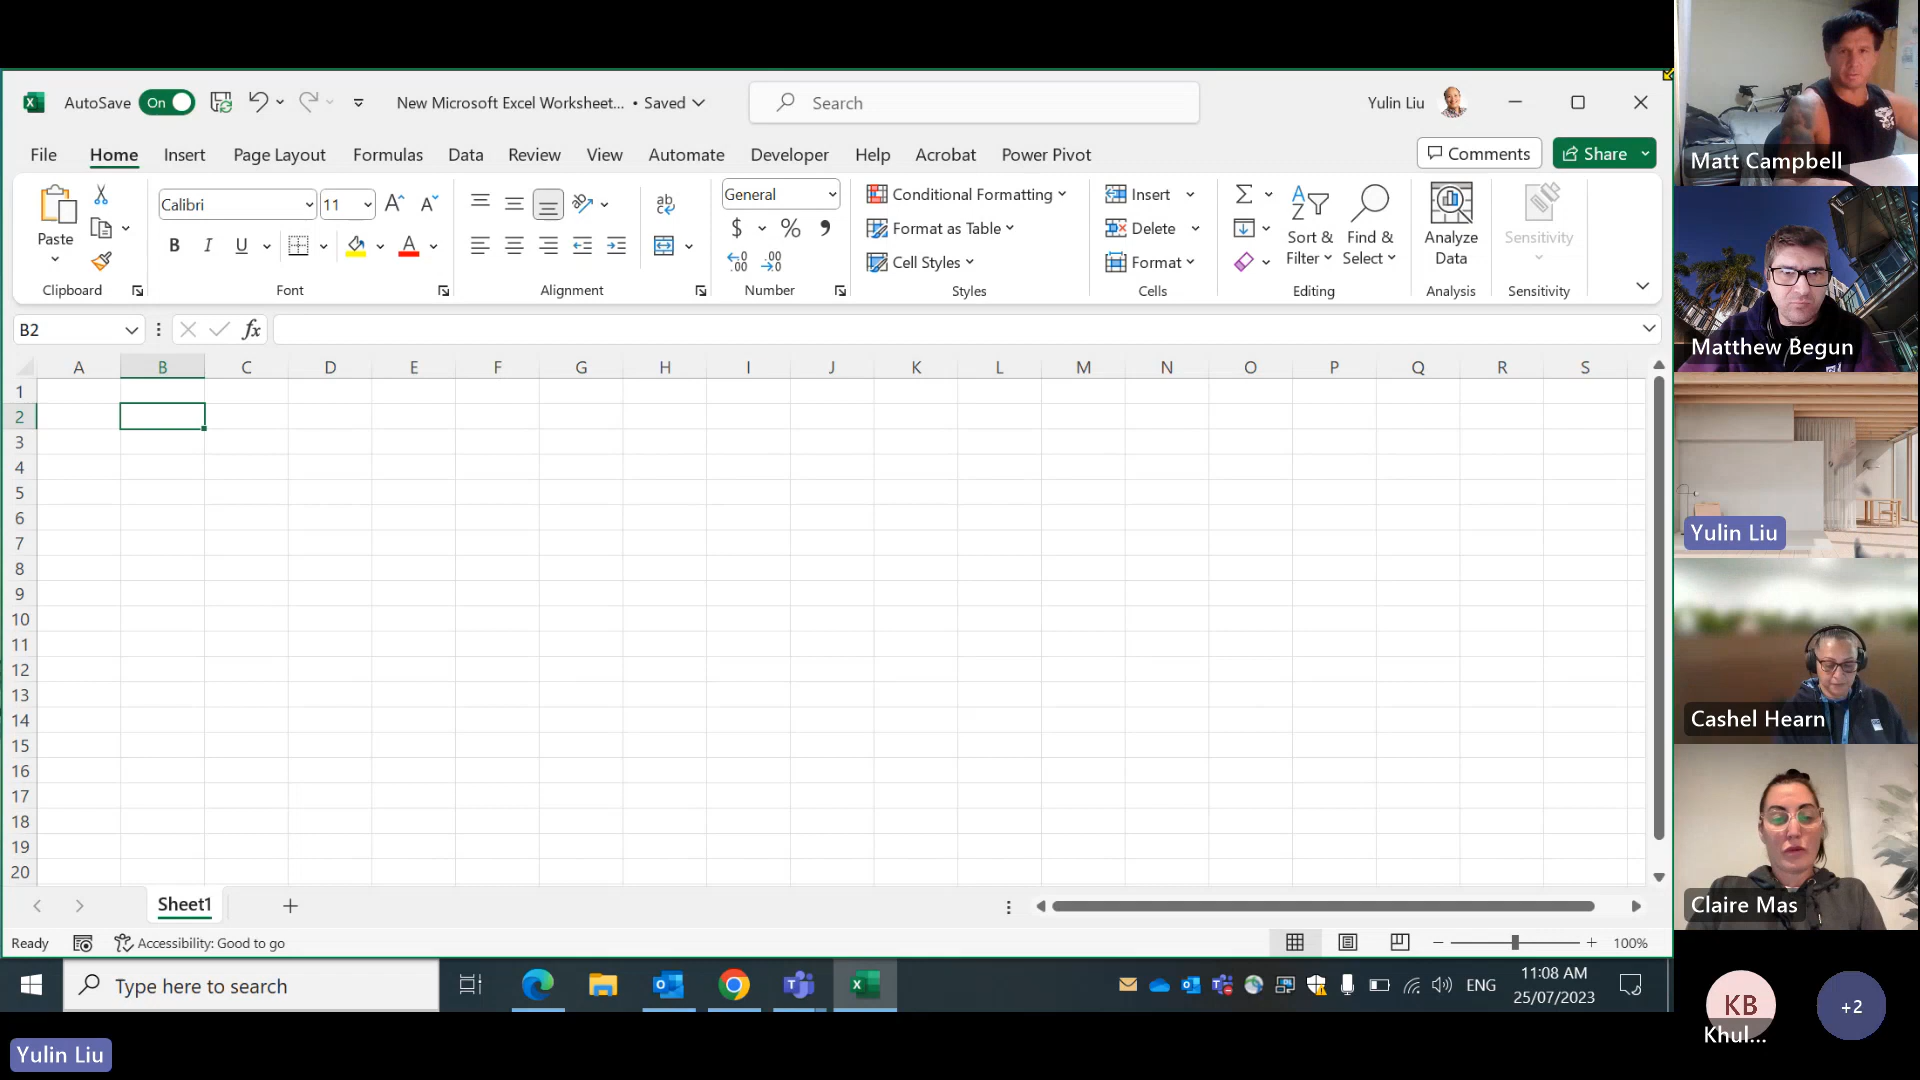 AutoSave On New Microsoft Excel Worksheet... • Saved Search Yulin Liu
File Home Insert Page Layout Formulas Data Review View Automate Developer Help Acrobat Power Pivot Comments Share
Paste
Clipboard
Calibri 11
B I U A
Font
ab
Alignment
General
$ % ,
Number
Conditional Formatting
Format as Table
Cell Styles
Styles
Insert
Delete
Format
Cells
Sort & Filter
Find & Select
Editing
Analyze Data
Analysis
Sensitivity
Sensitivity
B2 fx
A B C D E F G H I J K L M N O P Q R S
1
2
3
4
5
6
7
8
9
10
11
12
13
14
15
16
17
18
19
20
Sheet1
Ready Accessibility: Good to go 100%
Type here to search ENG 11:08 AM
25/07/2023
Yulin Liu
Matt Campbell
Matthew Begun
Yulin Liu
Cashel Hearn
Claire Mas
KB +2
Khul...